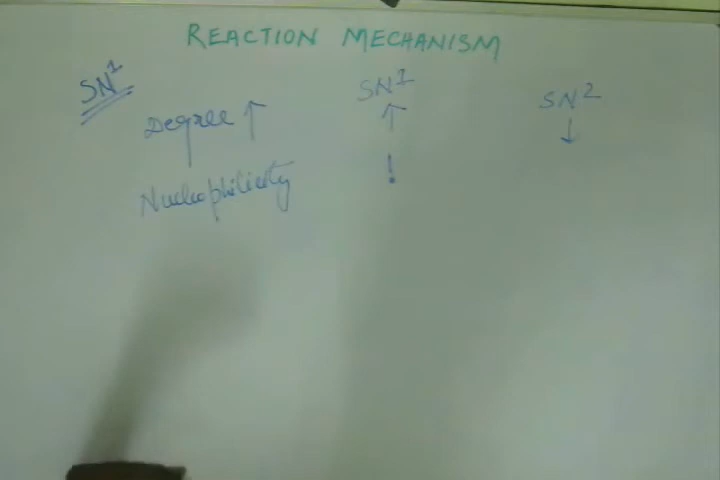 REACTION MECHANISM
SN1 SN1 SN2
Degree ↑ ↑ ↓
Nucleophilicity !